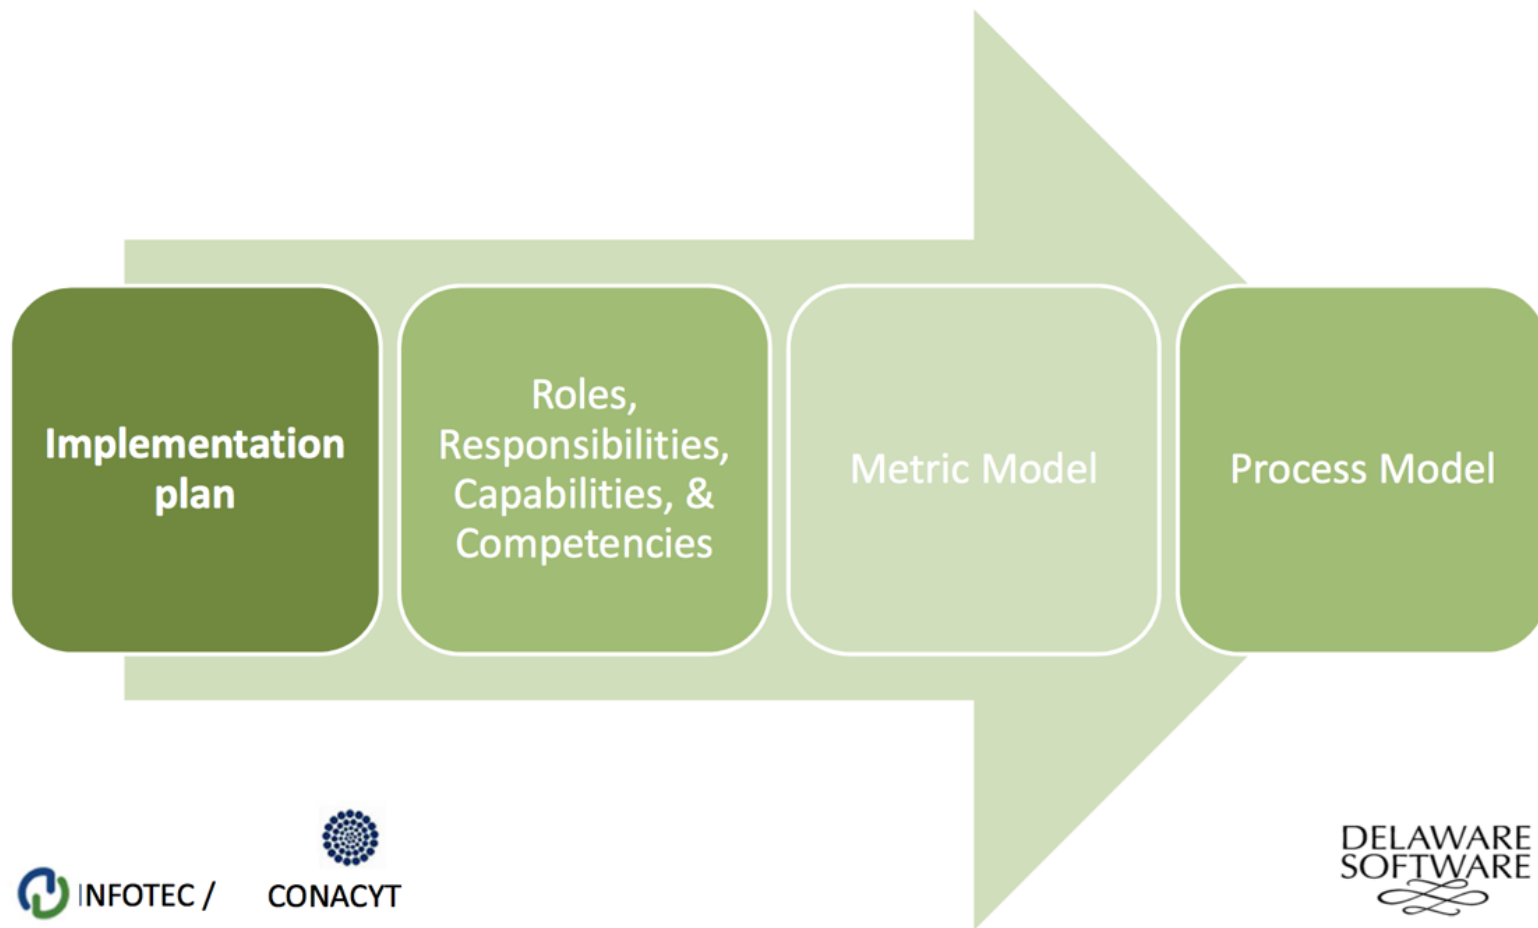 Implementation
plan
Roles,
Responsibilities,
Capabilities, &
Competencies
Metric Model
Process Model
INFOTEC /
CONACYT
DELAWARE
SOFTWARE